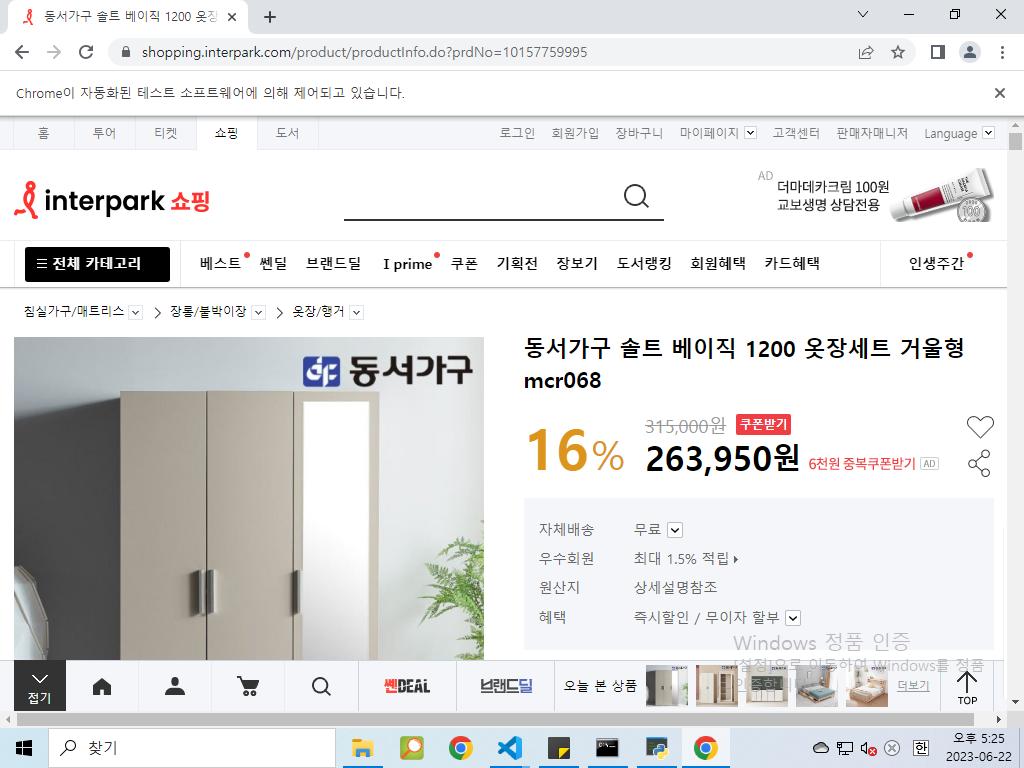 동서가구 솔트 베이직 1200 옷장
shopping.interpark.com/product/productInfo.do?prdNo=10157759995
Chrome이 자동화된 테스트 소프트웨어에 의해 제어되고 있습니다.
홈 투어 티켓 쇼핑 도서 로그인 회원가입 장바구니 마이페이지 고객센터 판매자매니저 Language
interpark 쇼핑
AD 더마데카크림 100원
교보생명 상담전용
100
전체 카테고리 베스트 쎈딜 브랜드딜 I prime 쿠폰 기획전 장보기 도서랭킹 회원혜택 카드혜택 인생주간
침실가구/매트리스 장롱/붙박이장 옷장/행거
동서가구
동서가구 솔트 베이직 1200 옷장세트 거울형
mcr068
16%
315,000원 쿠폰받기
263,950원 6천원 중복쿠폰받기 AD
자체배송 무료
우수회원 최대 1.5% 적립
원산지 상세설명참조
혜택 즉시할인 / 무이자 할부
Windows 정품 인증
[설정]으로 이동하여 Windows를 정품
인증합니다.
접기 쎈DEAL 브랜드딜 오늘 본 상품 더보기 TOP
찾기
한
오후 5:25
2023-06-22